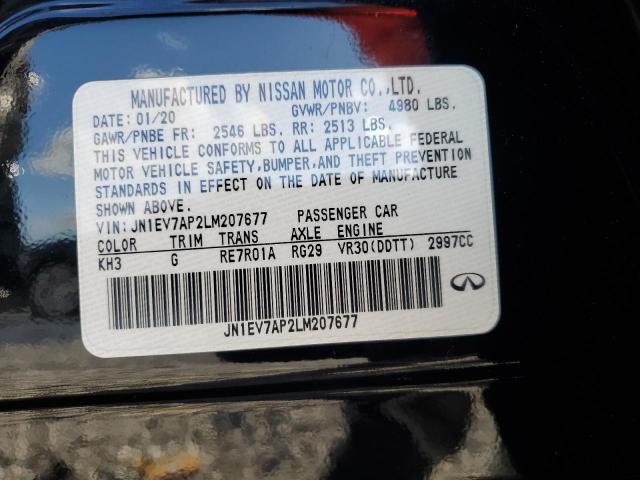 MANUFACTURED BY NISSAN MOTOR CO.,LTD.
DATE: 01/20 GVWR/PNBV: 4980 LBS.
GAWR/PNBE FR: 2546 LBS. RR: 2513 LBS.
THIS VEHICLE CONFORMS TO ALL APPLICABLE FEDERAL
MOTOR VEHICLE SAFETY, BUMPER, AND THEFT PREVENTION
STANDARDS IN EFFECT ON THE DATE OF MANUFACTURE
SHOWN ABOVE.
VIN: JN1EV7AP2LM207677 PASSENGER CAR
COLOR TRIM TRANS AXLE ENGINE
KH3 G RE7R01A RG29 VR30(DDTT) 2997CC
JN1EV7AP2LM207677